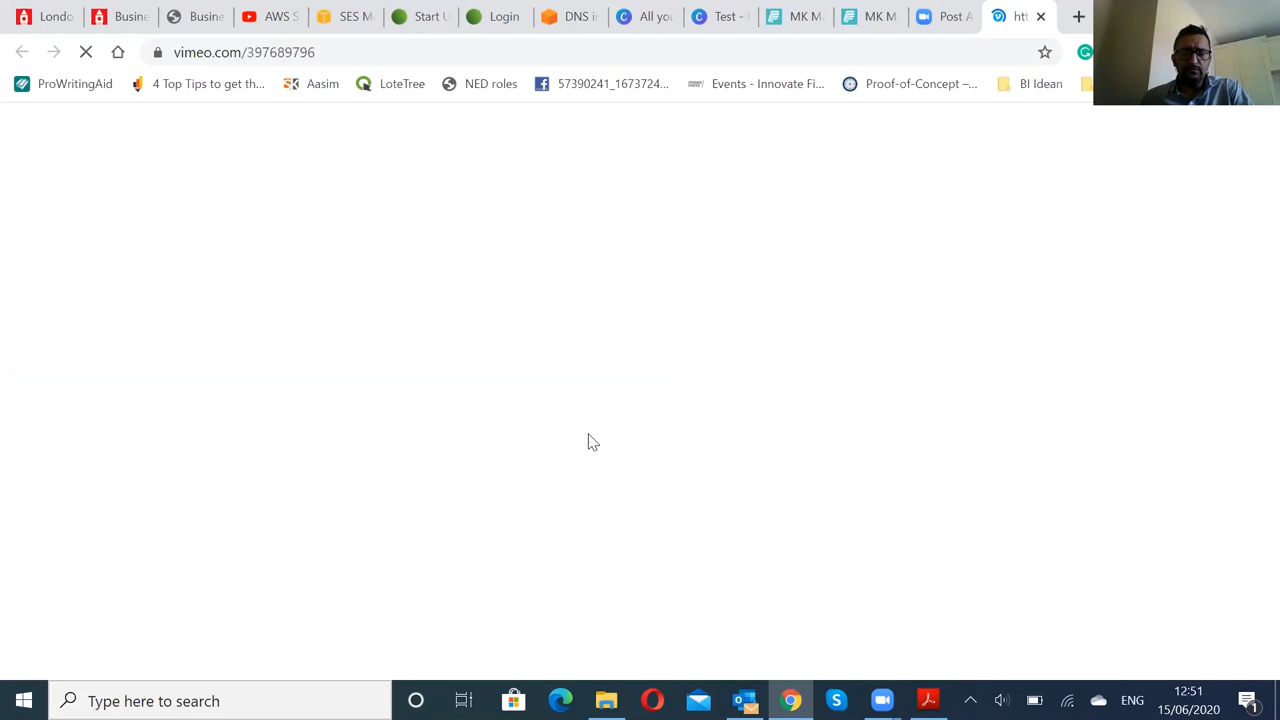 Londo Busin Busine AWS S SES M Start U Login DNS i All you Test - MK M MK M Post A htt
vimeo.com/397689796
ProWritingAid 4 Top Tips to get th... Aasim LoteTree NED roles 57390241_1673724... Events - Innovate Fi... Proof-of-Concept –... BI Idean
Type here to search
ENG
12:51
15/06/2020
1